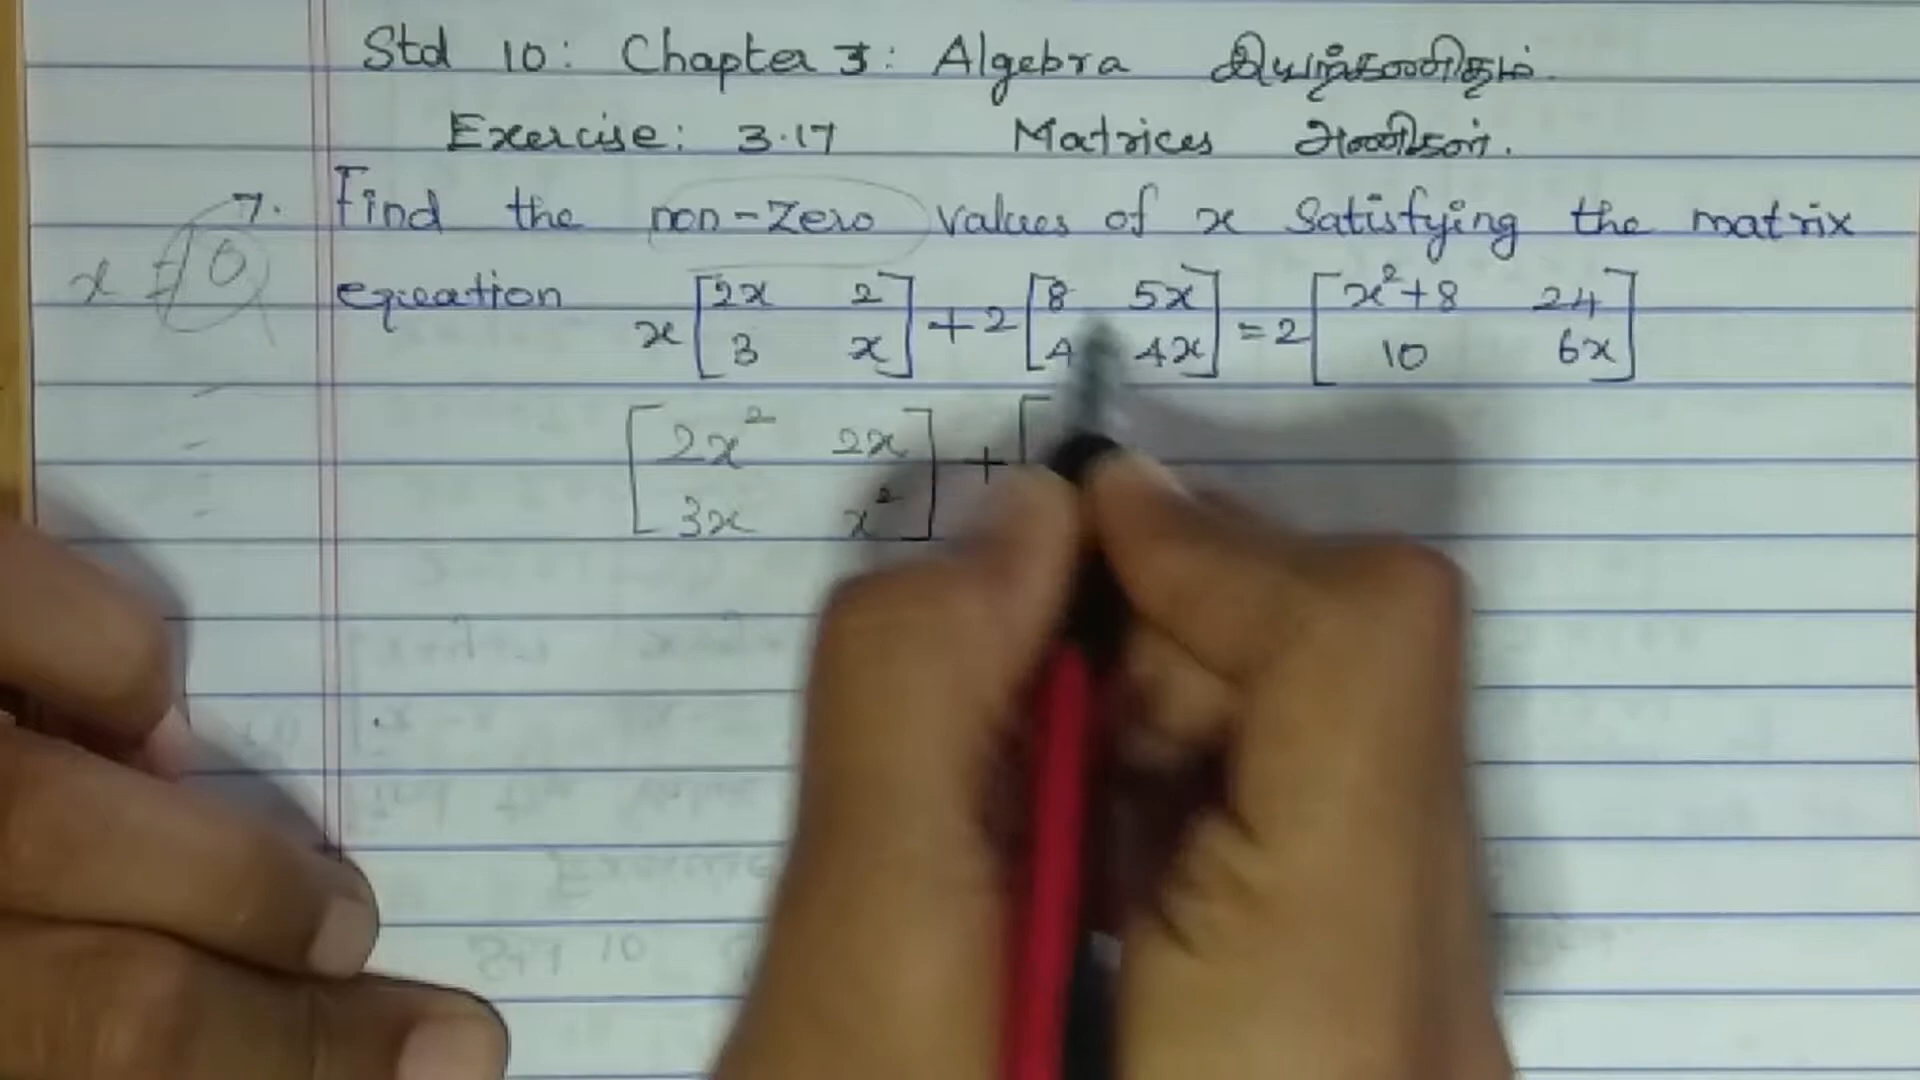 Std 10: Chapter 3: Algebra இயற்கணிதம்.
Exercise: 3.17 Matrices அணிகள்.
7. Find the non-Zero values of x Satisfying the matrix
x ≠ 0
equation x [2x 2 3 x] + 2 [8 5x 4 4x] = 2 [x²+8 24 10 6x]
[2x² 2x 3x x²] + [